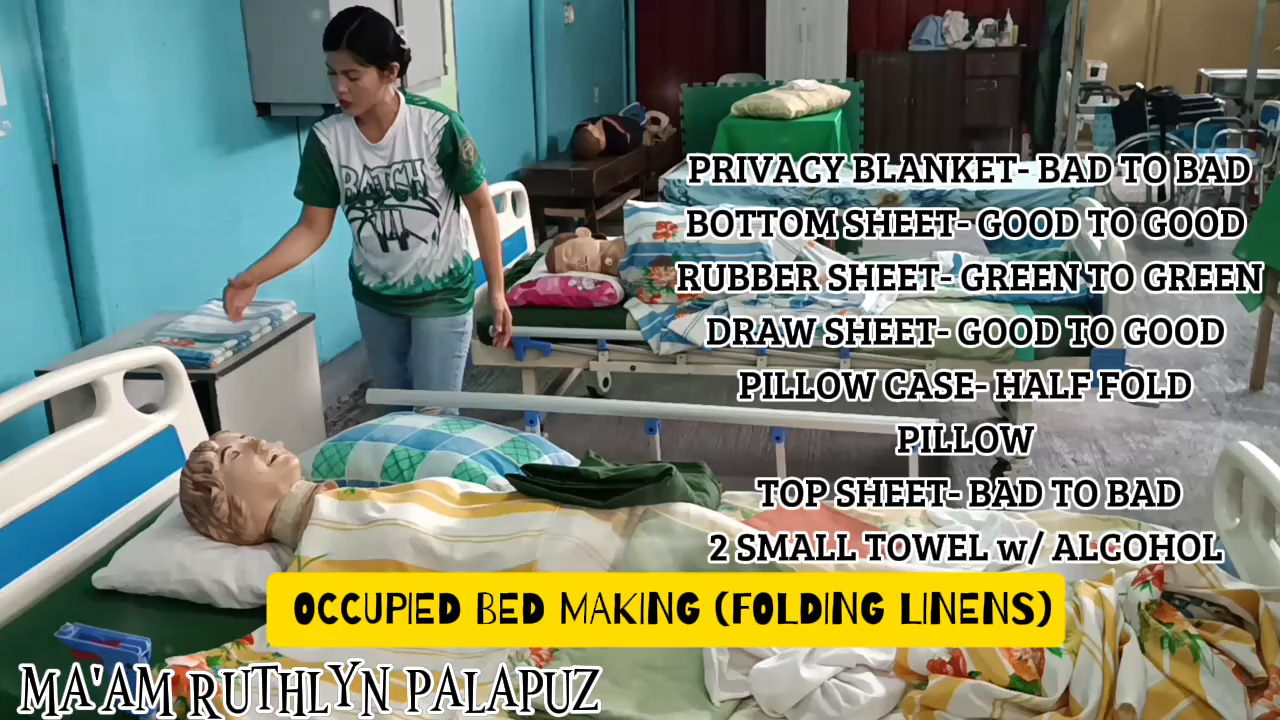 BATCH
PRIVACY BLANKET- BAD TO BAD
BOTTOM SHEET- GOOD TO GOOD
RUBBER SHEET- GREEN TO GREEN
DRAW SHEET- GOOD TO GOOD
PILLOW CASE- HALF FOLD
PILLOW
TOP SHEET- BAD TO BAD
2 SMALL TOWEL w/ ALCOHOL
OCCUPIED BED MAKING (FOLDING LINENS)
MA'AM RUTHLYN PALAPUZ